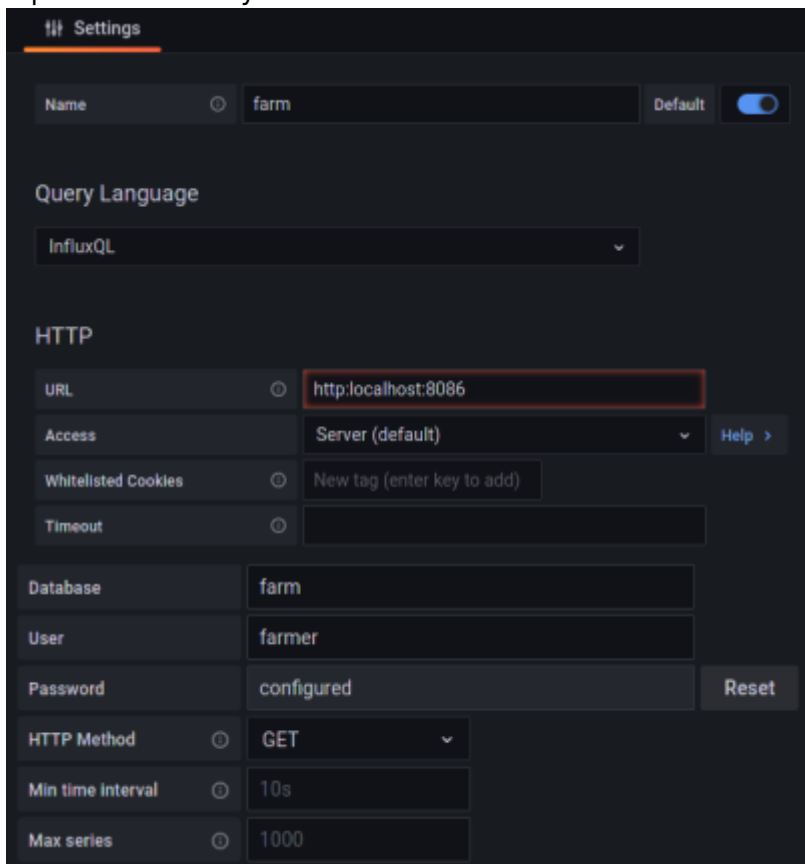 Settings
Name farm Default
Query Language
InfluxQL
HTTP
URL http:localhost:8086
Access Server (default) Help >
Whitelisted Cookies New tag (enter key to add)
Timeout
Database farm
User farmer
Password configured Reset
HTTP Method GET
Min time interval 10s
Max series 1000